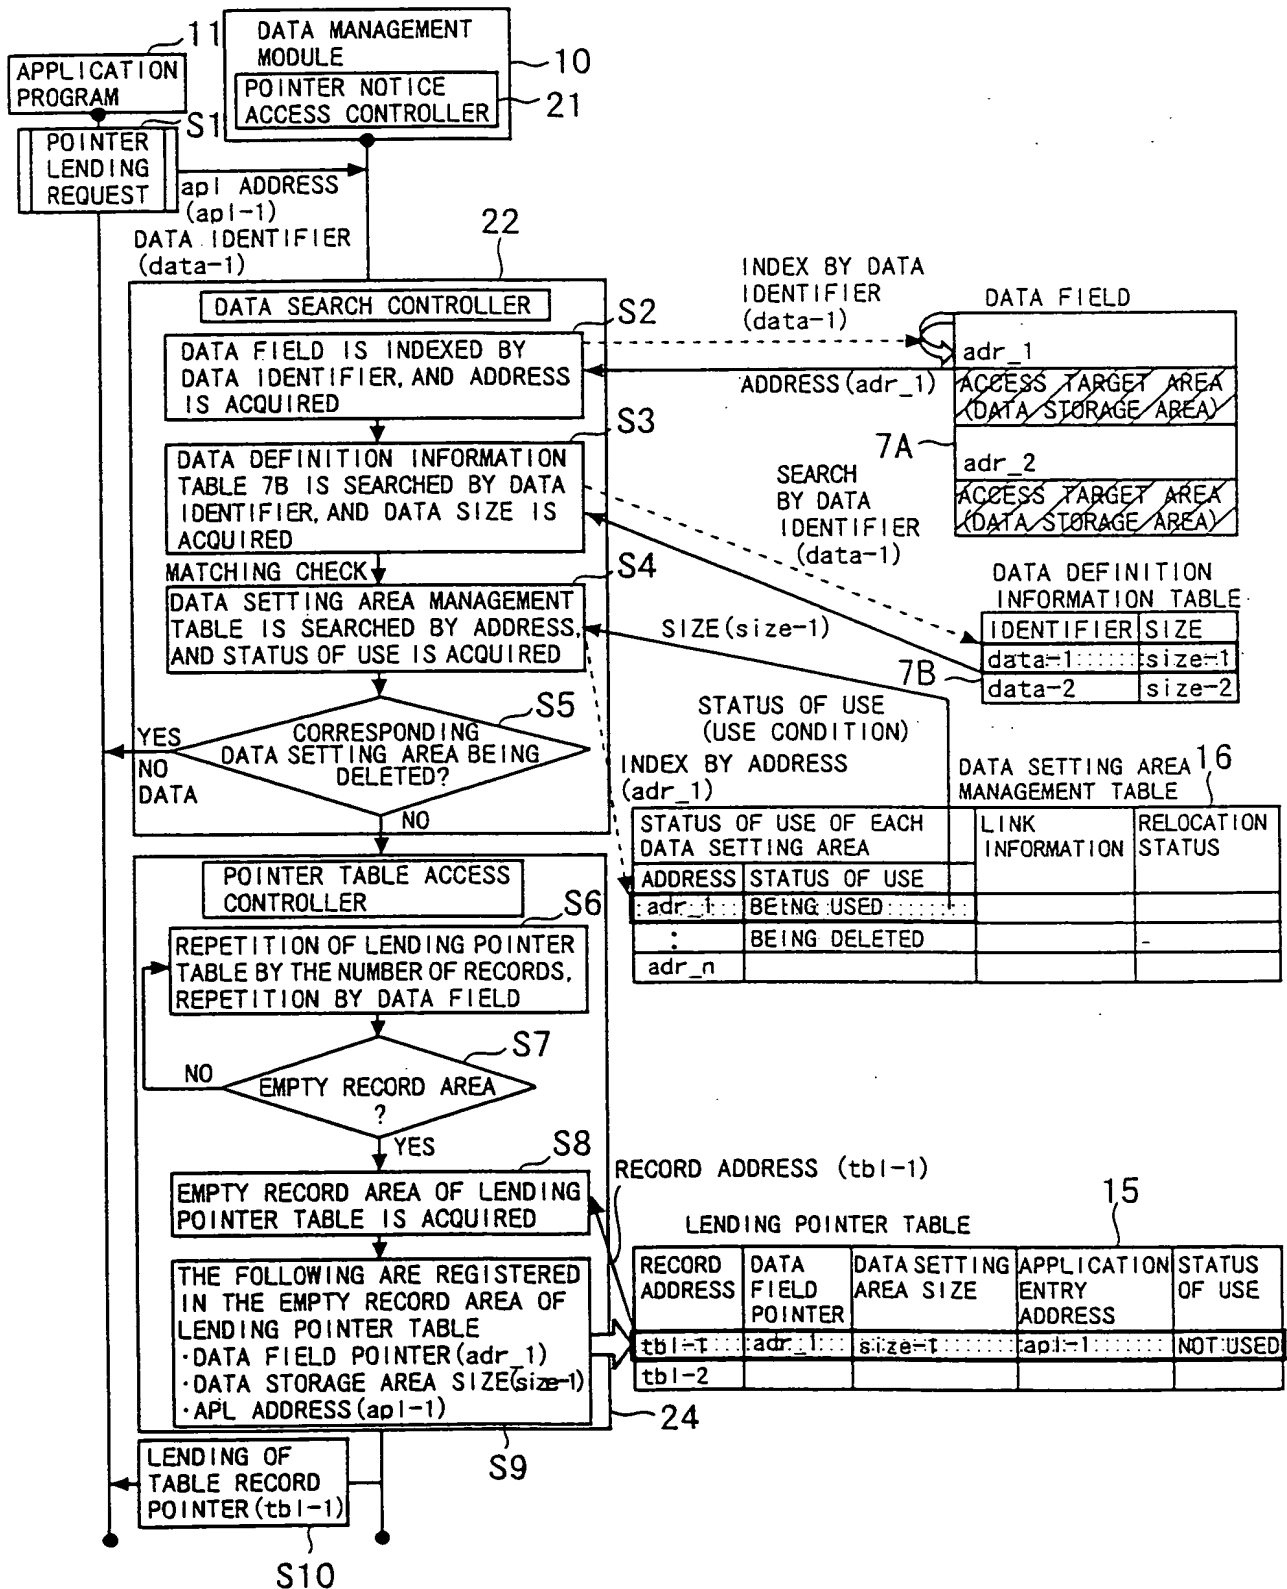 11
APPLICATION
PROGRAM
DATA MANAGEMENT
MODULE
10
POINTER NOTICE
ACCESS CONTROLLER
21
S1
POINTER
LENDING
REQUEST
apl ADDRESS
(apl-1)
DATA IDENTIFIER
(data-1)
22
DATA SEARCH CONTROLLER
S2
DATA FIELD IS INDEXED BY
DATA IDENTIFIER, AND ADDRESS
IS ACQUIRED
INDEX BY DATA
IDENTIFIER
(data-1)
ADDRESS(adr_1)
DATA FIELD
adr_1
ACCESS TARGET AREA
(DATA STORAGE AREA)
7A
adr_2
ACCESS TARGET AREA
(DATA STORAGE AREA)
S3
DATA DEFINITION INFORMATION
TABLE 7B IS SEARCHED BY DATA
IDENTIFIER, AND DATA SIZE IS
ACQUIRED
SEARCH
BY DATA
IDENTIFIER
(data-1)
MATCHING CHECK
S4
DATA SETTING AREA MANAGEMENT
TABLE IS SEARCHED BY ADDRESS,
AND STATUS OF USE IS ACQUIRED
SIZE(size-1)
DATA DEFINITION
INFORMATION TABLE
IDENTIFIER SIZE
data-1 size-1
data-2 size-2
7B
S5
CORRESPONDING
DATA SETTING AREA BEING
DELETED?
YES
NO
DATA
NO
STATUS OF USE
(USE CONDITION)
INDEX BY ADDRESS
(adr_1)
DATA SETTING AREA
MANAGEMENT TABLE
16
STATUS OF USE OF EACH
DATA SETTING AREA
LINK
INFORMATION
RELOCATION
STATUS
ADDRESS STATUS OF USE
adr_1 BEING USED
: BEING DELETED
adr_n
POINTER TABLE ACCESS
CONTROLLER
S6
REPETITION OF LENDING POINTER
TABLE BY THE NUMBER OF RECORDS,
REPETITION BY DATA FIELD
S7
NO
EMPTY RECORD AREA
?
YES
S8
EMPTY RECORD AREA OF LENDING
POINTER TABLE IS ACQUIRED
RECORD ADDRESS (tbl-1)
THE FOLLOWING ARE REGISTERED
IN THE EMPTY RECORD AREA OF
LENDING POINTER TABLE
·DATA FIELD POINTER(adr_1)
·DATA STORAGE AREA SIZE(size-1)
·APL ADDRESS(apl-1)
15
LENDING POINTER TABLE
RECORD
ADDRESS
DATA
FIELD
POINTER
DATA SETTING
AREA SIZE
APPLICATION
ENTRY
ADDRESS
STATUS
OF USE
tbl-1 adr_1 size-1 apl-1 NOT USED
tbl-2
24
S9
LENDING OF
TABLE RECORD
POINTER(tbl-1)
S10